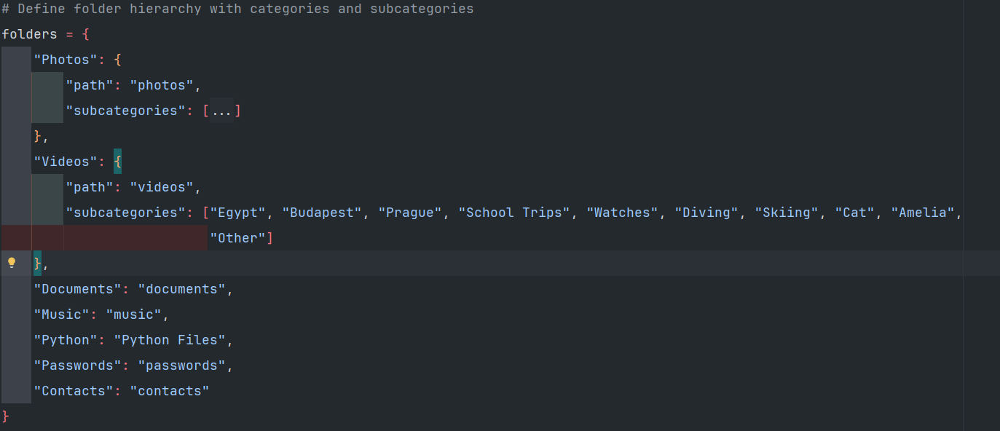 # Define folder hierarchy with categories and subcategories
folders = {
    "Photos": {
        "path": "photos",
        "subcategories": [...]
    },
    "Videos": {
        "path": "videos",
        "subcategories": ["Egypt", "Budapest", "Prague", "School Trips", "Watches", "Diving", "Skiing", "Cat", "Amelia",
                          "Other"]
    },
    "Documents": "documents",
    "Music": "music",
    "Python": "Python Files",
    "Passwords": "passwords",
    "Contacts": "contacts"
}